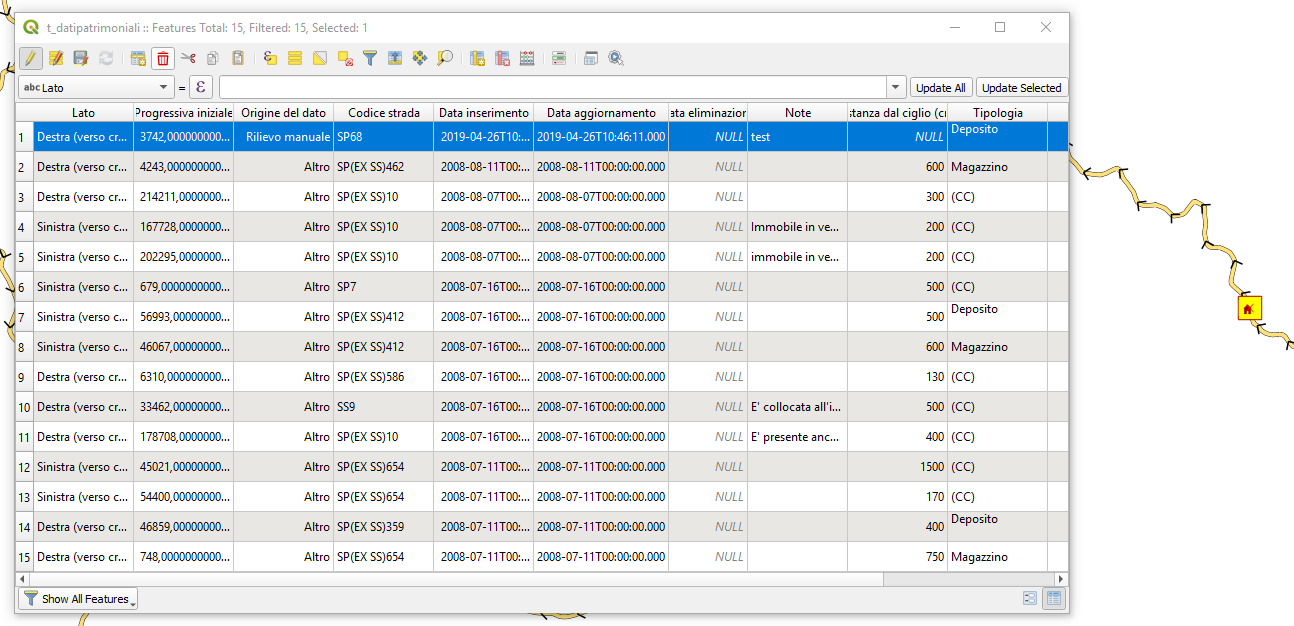 t_datipatrimoniali :: Features Total: 15, Filtered: 15, Selected: 1
abc Lato = ε Update All Update Selected
Lato Progressiva iniziale Origine del dato Codice strada Data inserimento Data aggiornamento ata eliminazior Note stanza dal ciglio (cr Tipologia
1 Destra (verso cr... 3742,000000000... Rilievo manuale SP68 2019-04-26T10:... 2019-04-26T10:46:11.000 NULL test NULL Deposito
2 Destra (verso cr... 4243,00000000... Altro SP(EX SS)462 2008-08-11T00:... 2008-08-11T00:00:00.000 NULL 600 Magazzino
3 Destra (verso cr... 214211,0000000... Altro SP(EX SS)10 2008-08-07T00:... 2008-08-07T00:00:00.000 NULL 300 (CC)
4 Sinistra (verso c... 167728,0000000... Altro SP(EX SS)10 2008-08-07T00:... 2008-08-07T00:00:00.000 NULL Immobile in ve... 200 (CC)
5 Sinistra (verso c... 202295,0000000... Altro SP(EX SS)10 2008-08-07T00:... 2008-08-07T00:00:00.000 NULL immobile in ve... 200 (CC)
6 Sinistra (verso c... 679,0000000000... Altro SP7 2008-07-16T00:... 2008-07-16T00:00:00.000 NULL 500 (CC)
7 Sinistra (verso c... 56993,00000000... Altro SP(EX SS)412 2008-07-16T00:... 2008-07-16T00:00:00.000 NULL 500 Deposito
8 Sinistra (verso c... 46067,00000000... Altro SP(EX SS)412 2008-07-16T00:... 2008-07-16T00:00:00.000 NULL 600 Magazzino
9 Destra (verso cr... 6310,000000000... Altro SP(EX SS)586 2008-07-16T00:... 2008-07-16T00:00:00.000 NULL 130 (CC)
10 Destra (verso cr... 33462,00000000... Altro SS9 2008-07-16T00:... 2008-07-16T00:00:00.000 NULL E' collocata all'i... 500 (CC)
11 Destra (verso cr... 178708,0000000... Altro SP(EX SS)10 2008-07-16T00:... 2008-07-16T00:00:00.000 NULL E' presente anc... 400 (CC)
12 Sinistra (verso c... 45021,00000000... Altro SP(EX SS)654 2008-07-11T00:... 2008-07-11T00:00:00.000 NULL 1500 (CC)
13 Sinistra (verso c... 54400,00000000... Altro SP(EX SS)654 2008-07-11T00:... 2008-07-11T00:00:00.000 NULL 170 (CC)
14 Destra (verso cr... 46859,00000000... Altro SP(EX SS)359 2008-07-11T00:... 2008-07-11T00:00:00.000 NULL 400 Deposito
15 Destra (verso cr... 748,0000000000... Altro SP(EX SS)654 2008-07-11T00:... 2008-07-11T00:00:00.000 NULL 750 Magazzino
Show All Features